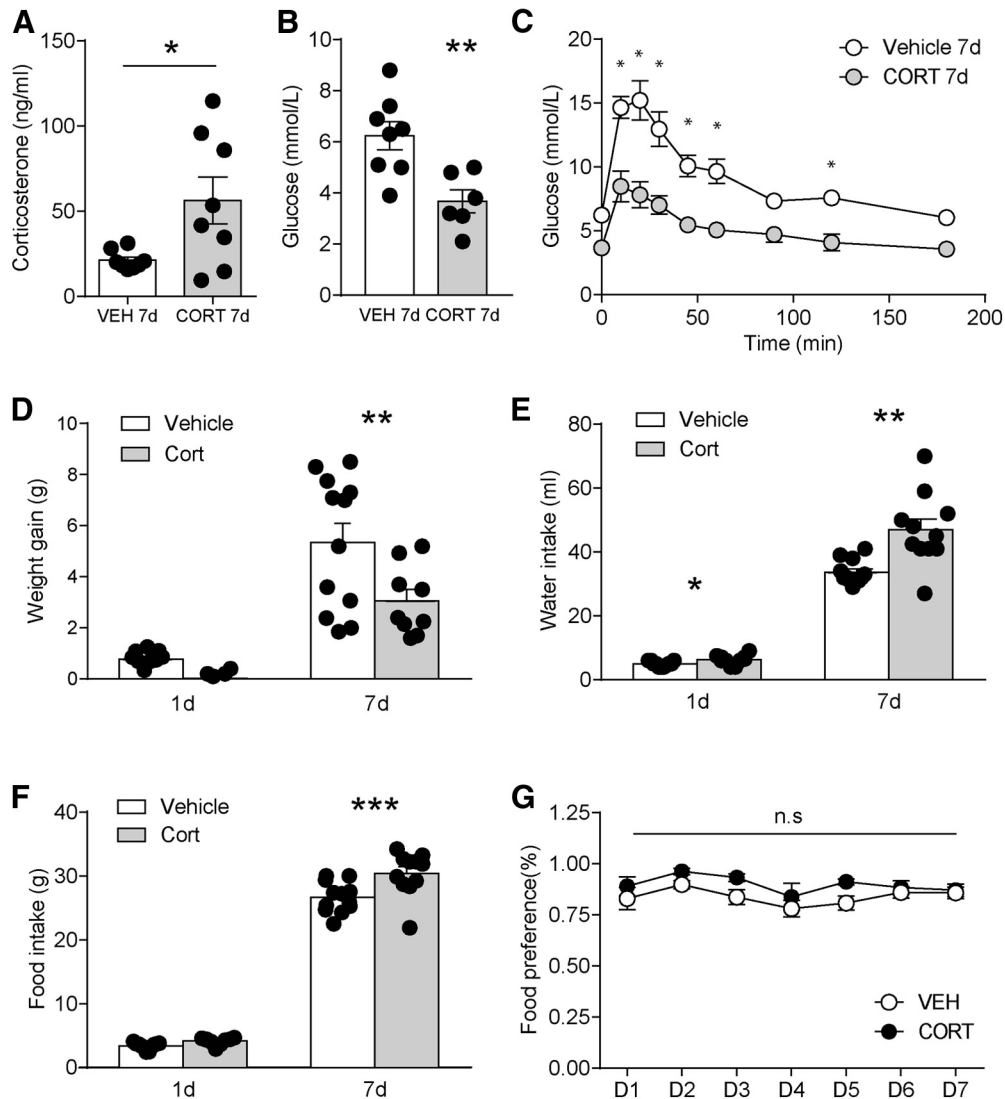 A
Corticosterone (ng/ml)
150
100
50
0
*
VEH 7d CORT 7d
B
Glucose (mmol/L)
10
8
6
4
2
0
**
VEH 7d CORT 7d
C
Glucose (mmol/L)
20
15
10
5
0
* * * * * *
Vehicle 7d
CORT 7d
0 50 100 150 200
Time (min)
D
Weight gain (g)
10
8
6
4
2
0
Vehicle
Cort
**
1d 7d
E
Water intake (ml)
80
60
40
20
0
Vehicle
Cort
*
**
1d 7d
F
Food intake (g)
40
30
20
10
0
Vehicle
Cort
***
1d 7d
G
Food preference(%)
1.25
1.00
0.75
0.50
0.25
0.00
n.s
VEH
CORT
D1 D2 D3 D4 D5 D6 D7